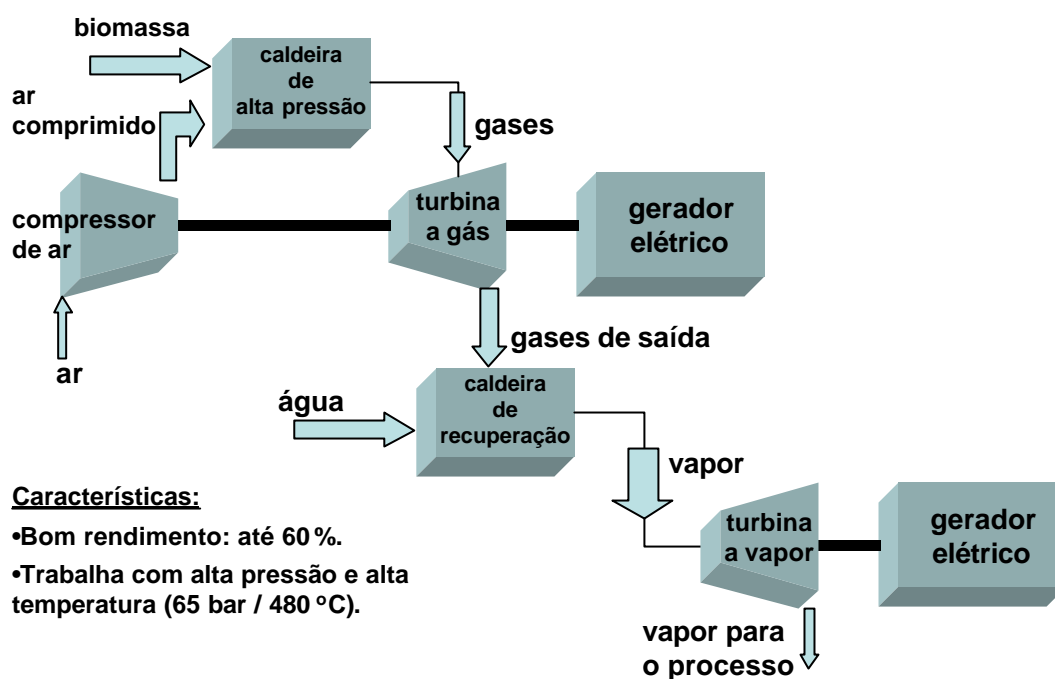 biomassa
caldeira
de
alta pressão
ar
comprimido
gases
compressor
de ar
turbina
a gás
gerador
elétrico
ar
gases de saída
água
caldeira
de
recuperação
vapor
Características:
•Bom rendimento: até 60 %.
•Trabalha com alta pressão e alta
temperatura (65 bar / 480 ºC).
turbina
a vapor
gerador
elétrico
vapor para
o processo